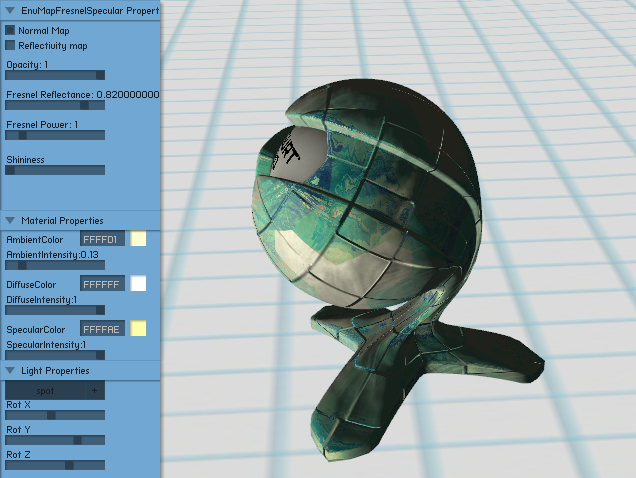 EnuMapFresnelSpecular Propert
Normal Map
Reflectivity map
Opacity: 1
Fresnel Reflectance: 0.820000000
Fresnel Power: 1
Shininess
Material Properties
AmbientColor FFFFD1
AmbientIntensity:0.13
DiffuseColor FFFFFF
DiffuseIntensity:1
SpecularColor FFFFAE
SpecularIntensity:1
Light Properties
spot +
Rot X
Rot Y
Rot Z